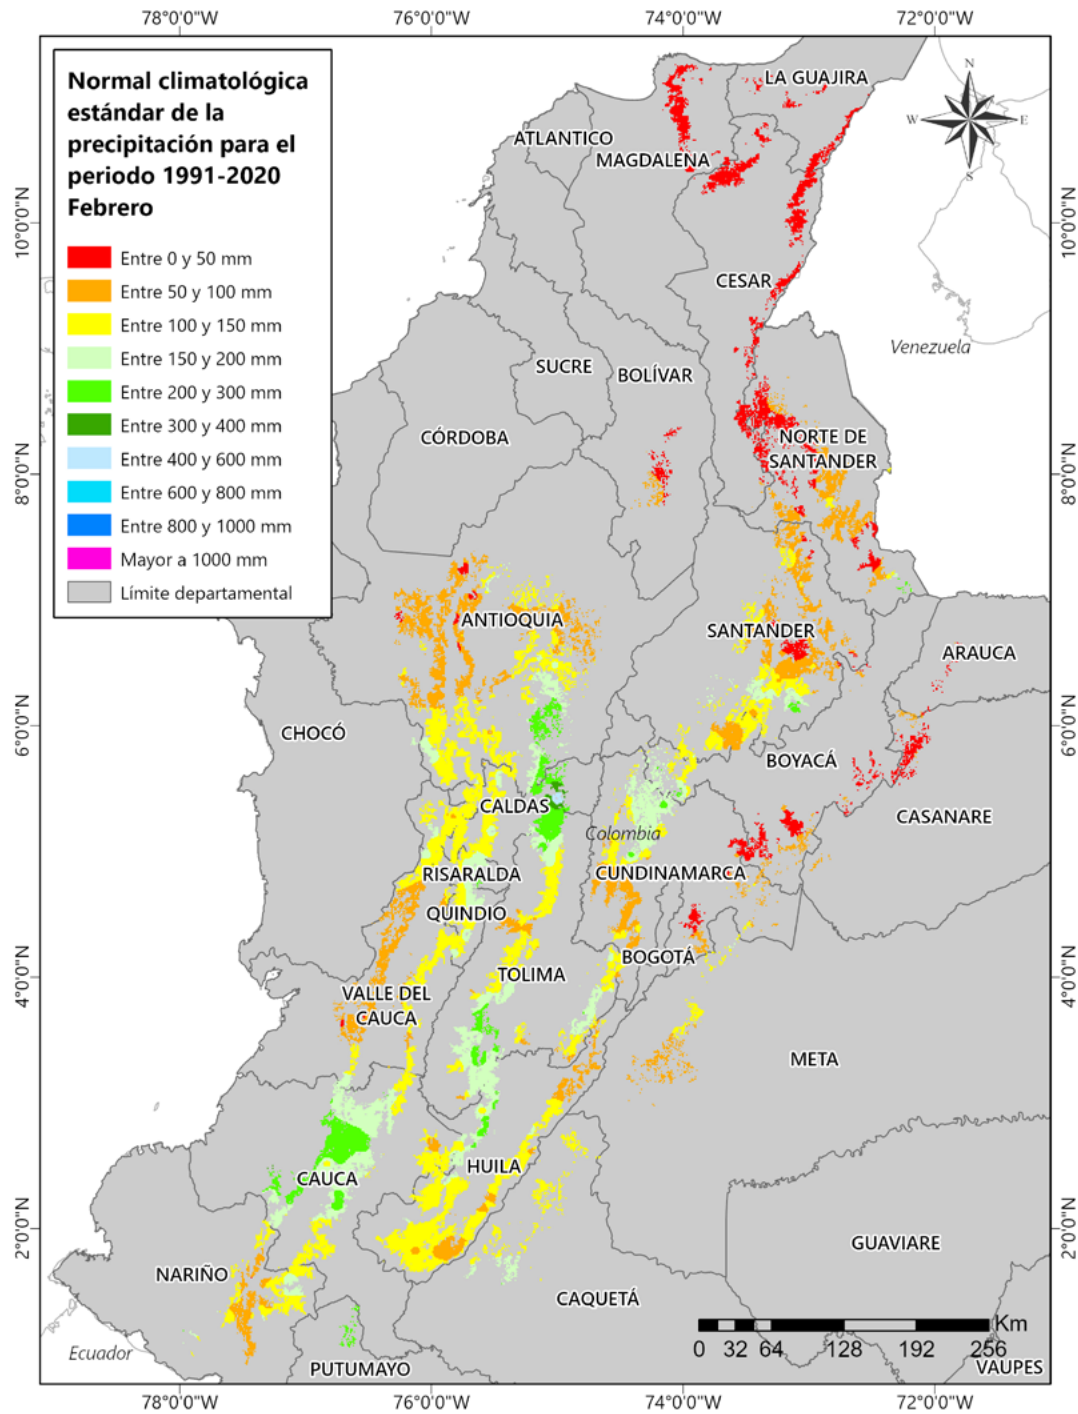 78°0'0"W 76°0'0"W 74°0'0"W 72°0'0"W
Normal climatológica
estándar de la
precipitación para el
periodo 1991-2020
Febrero
Entre 0 y 50 mm
Entre 50 y 100 mm
Entre 100 y 150 mm
Entre 150 y 200 mm
Entre 200 y 300 mm
Entre 300 y 400 mm
Entre 400 y 600 mm
Entre 600 y 800 mm
Entre 800 y 1000 mm
Mayor a 1000 mm
Límite departamental
N
W E
S
LA GUAJIRA
ATLANTICO
MAGDALENA
10°0'0"N 10°0'0"N
CESAR
Venezuela
SUCRE
BOLÍVAR
CÓRDOBA
NORTE DE
SANTANDER
8°0'0"N 8°0'0"N
ANTIOQUIA
SANTANDER
ARAUCA
6°0'0"N 6°0'0"N
CHOCÓ
BOYACÁ
CALDAS
CASANARE
Colombia
RISARALDA
CUNDINAMARCA
QUINDIO
BOGOTÁ
TOLIMA
4°0'0"N 4°0'0"N
VALLE DEL
CAUCA
META
HUILA
CAUCA
2°0'0"N 2°0'0"N
GUAVIARE
NARIÑO
CAQUETÁ
Km
0 32 64 128 192 256
Ecuador
PUTUMAYO
VAUPES
78°0'0"W 76°0'0"W 74°0'0"W 72°0'0"W